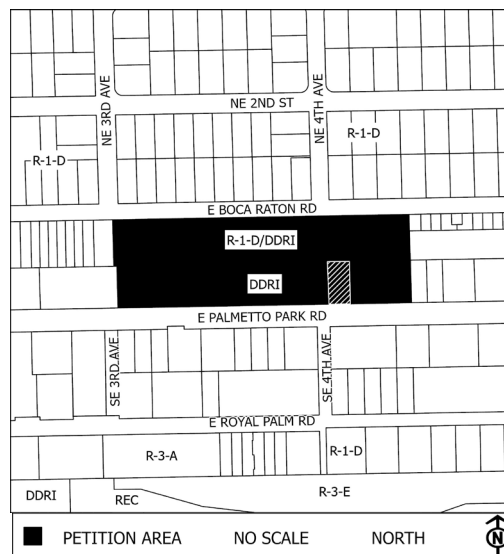 NE 3RD AVE
NE 4TH AVE
NE 2ND ST
R-1-D
R-1-D
E BOCA RATON RD
R-1-D/DDRI
DDRI
E PALMETTO PARK RD
SE 3RD AVE
SE 4TH AVE
E ROYAL PALM RD
R-3-A
R-1-D
DDRI
REC
R-3-E
PETITION AREA NO SCALE NORTH N